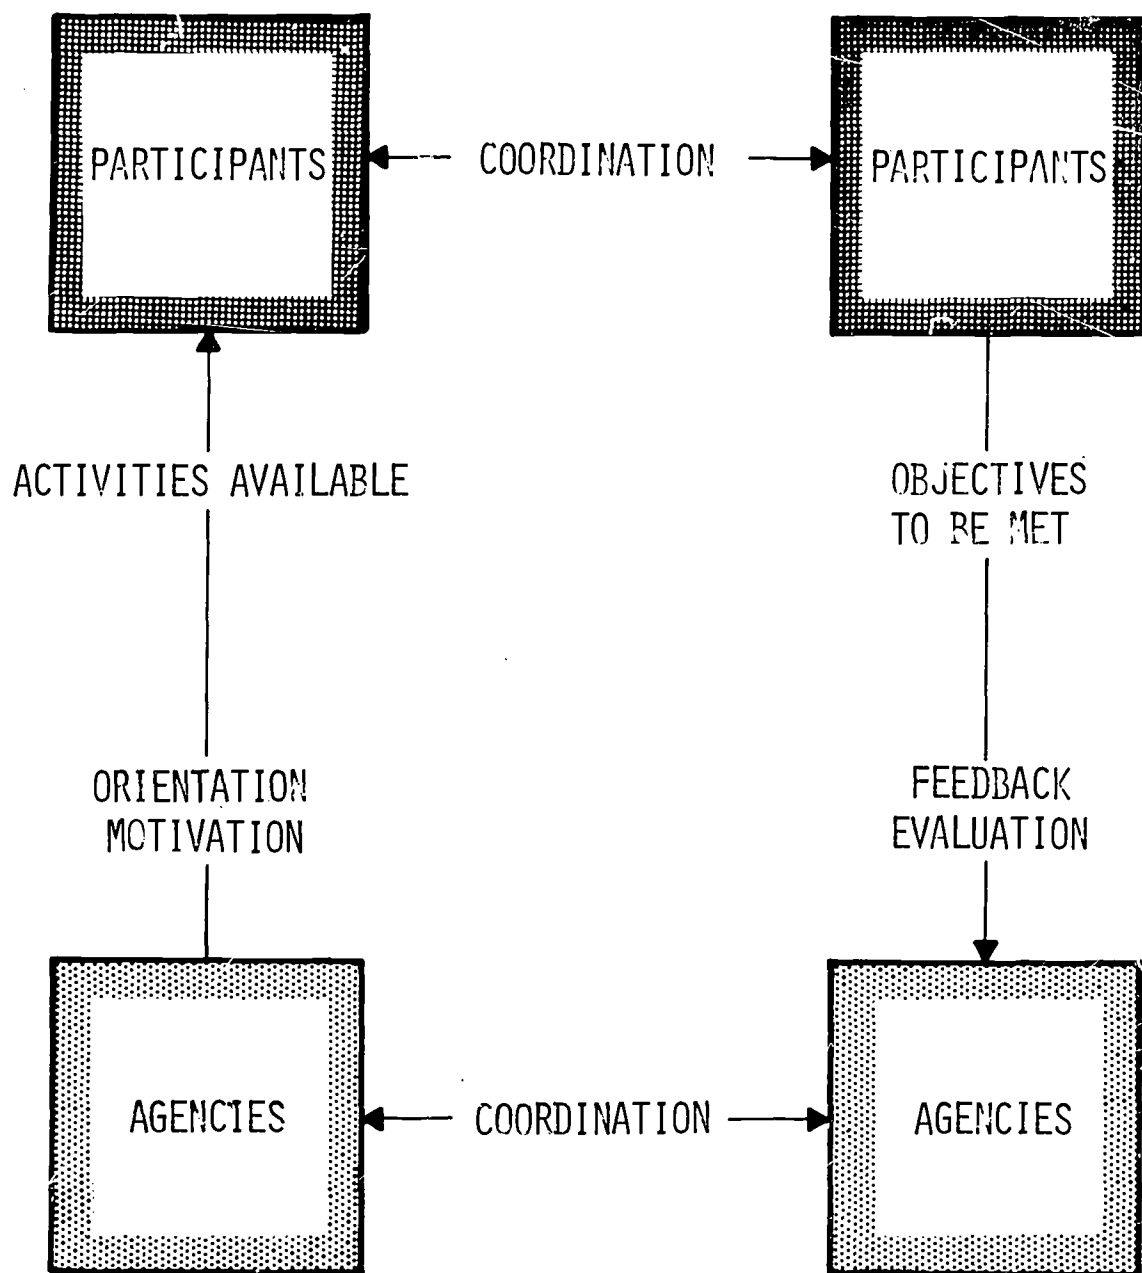 PARTICIPANTS
COORDINATION
PARTICIPANTS
ACTIVITIES AVAILABLE
OBJECTIVES
TO BE MET
ORIENTATION
MOTIVATION
FEEDBACK
EVALUATION
AGENCIES
COORDINATION
AGENCIES